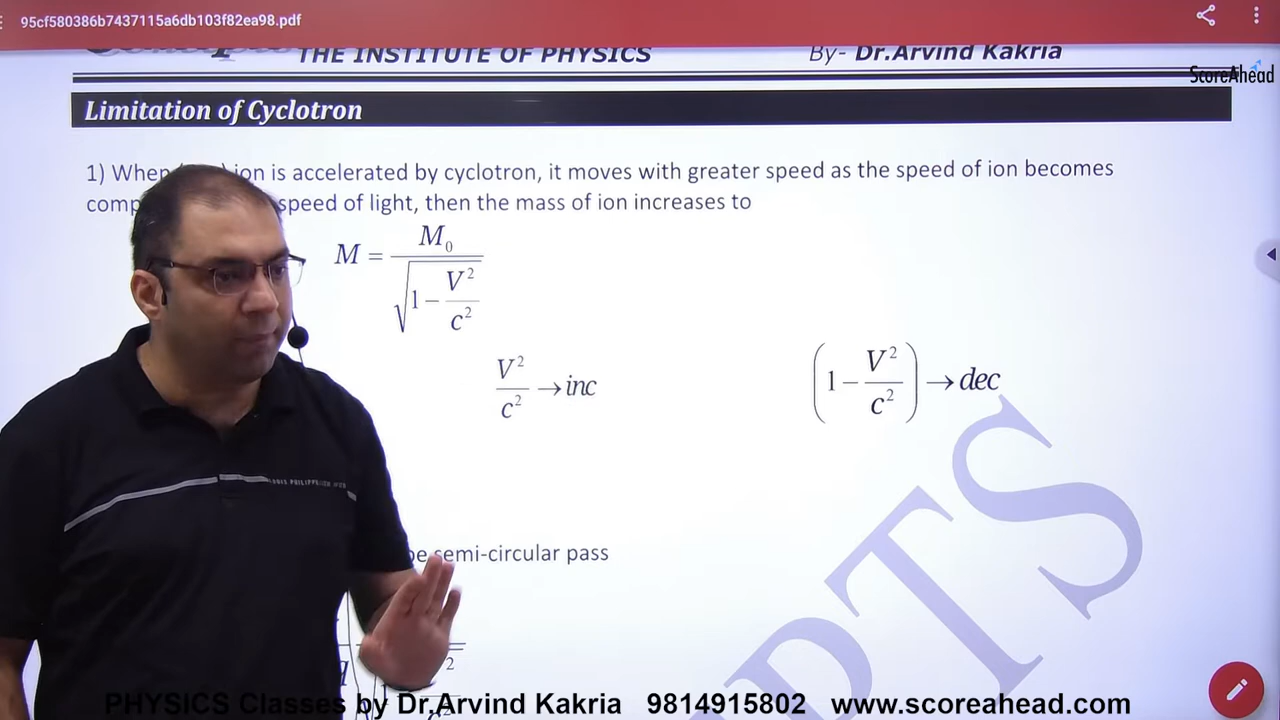 95cf580386b7437115a6db103f82ea98.pdf
THE INSTITUTE OF PHYSICS By- Dr.Arvind Kakria
ScoreAhead
Limitation of Cyclotron
1) When ion is accelerated by cyclotron, it moves with greater speed as the speed of ion becomes
speed of light, then the mass of ion increases to
M = M₀ / √(1 − V²/c²)
V²/c² → inc (1 − V²/c²) → dec
semi-circular pass
PTS
PHYSICS Classes by Dr.Arvind Kakria 9814915802 www.scoreahead.com